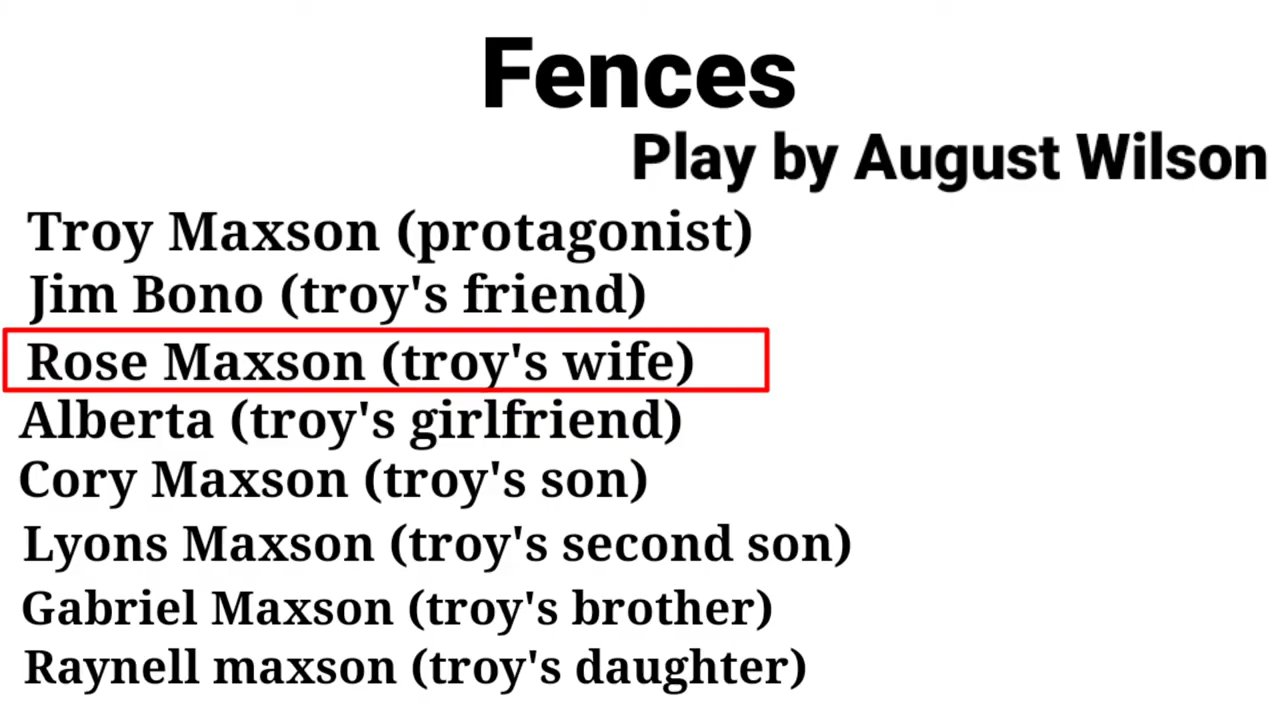 Fences
Play by August Wilson
Troy Maxson (protagonist)
Jim Bono (troy's friend)
Rose Maxson (troy's wife)
Alberta (troy's girlfriend)
Cory Maxson (troy's son)
Lyons Maxson (troy's second son)
Gabriel Maxson (troy's brother)
Raynell maxson (troy's daughter)